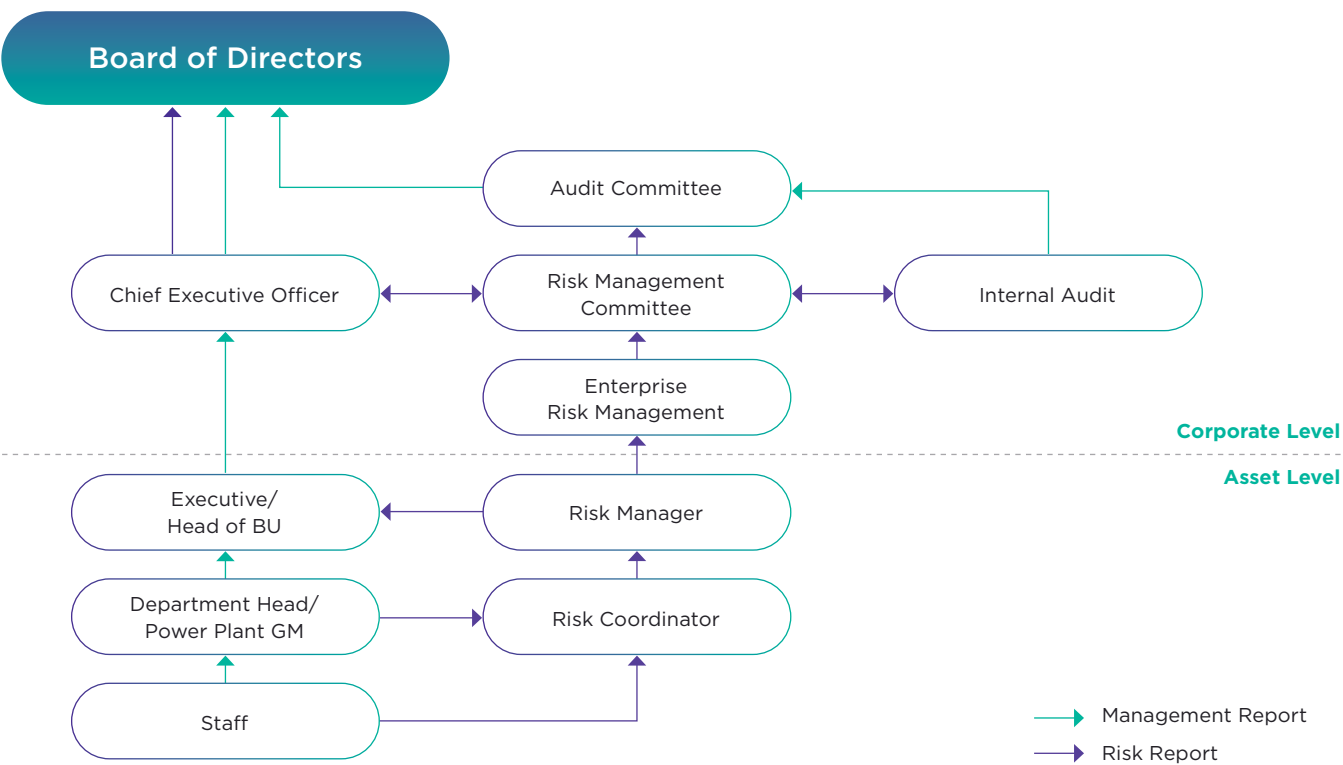 Board of Directors
Audit Committee
Chief Executive Officer
Risk Management
Committee
Internal Audit
Enterprise
Risk Management
Corporate Level
Asset Level
Executive/
Head of BU
Risk Manager
Department Head/
Power Plant GM
Risk Coordinator
Staff
Management Report
Risk Report